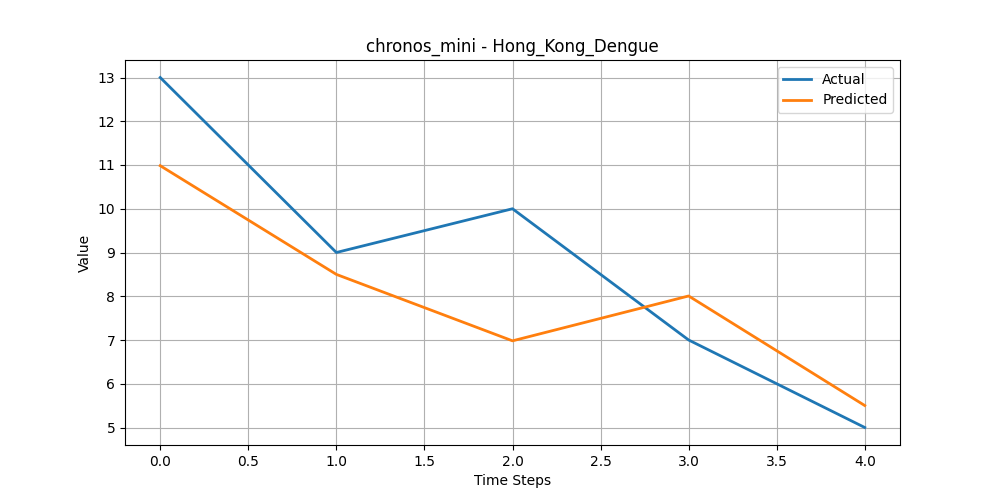 chronos_mini - Hong_Kong_Dengue
Actual
Predicted
Value
13
12
11
10
9
8
7
6
5
0.0 0.5 1.0 1.5 2.0 2.5 3.0 3.5 4.0
Time Steps